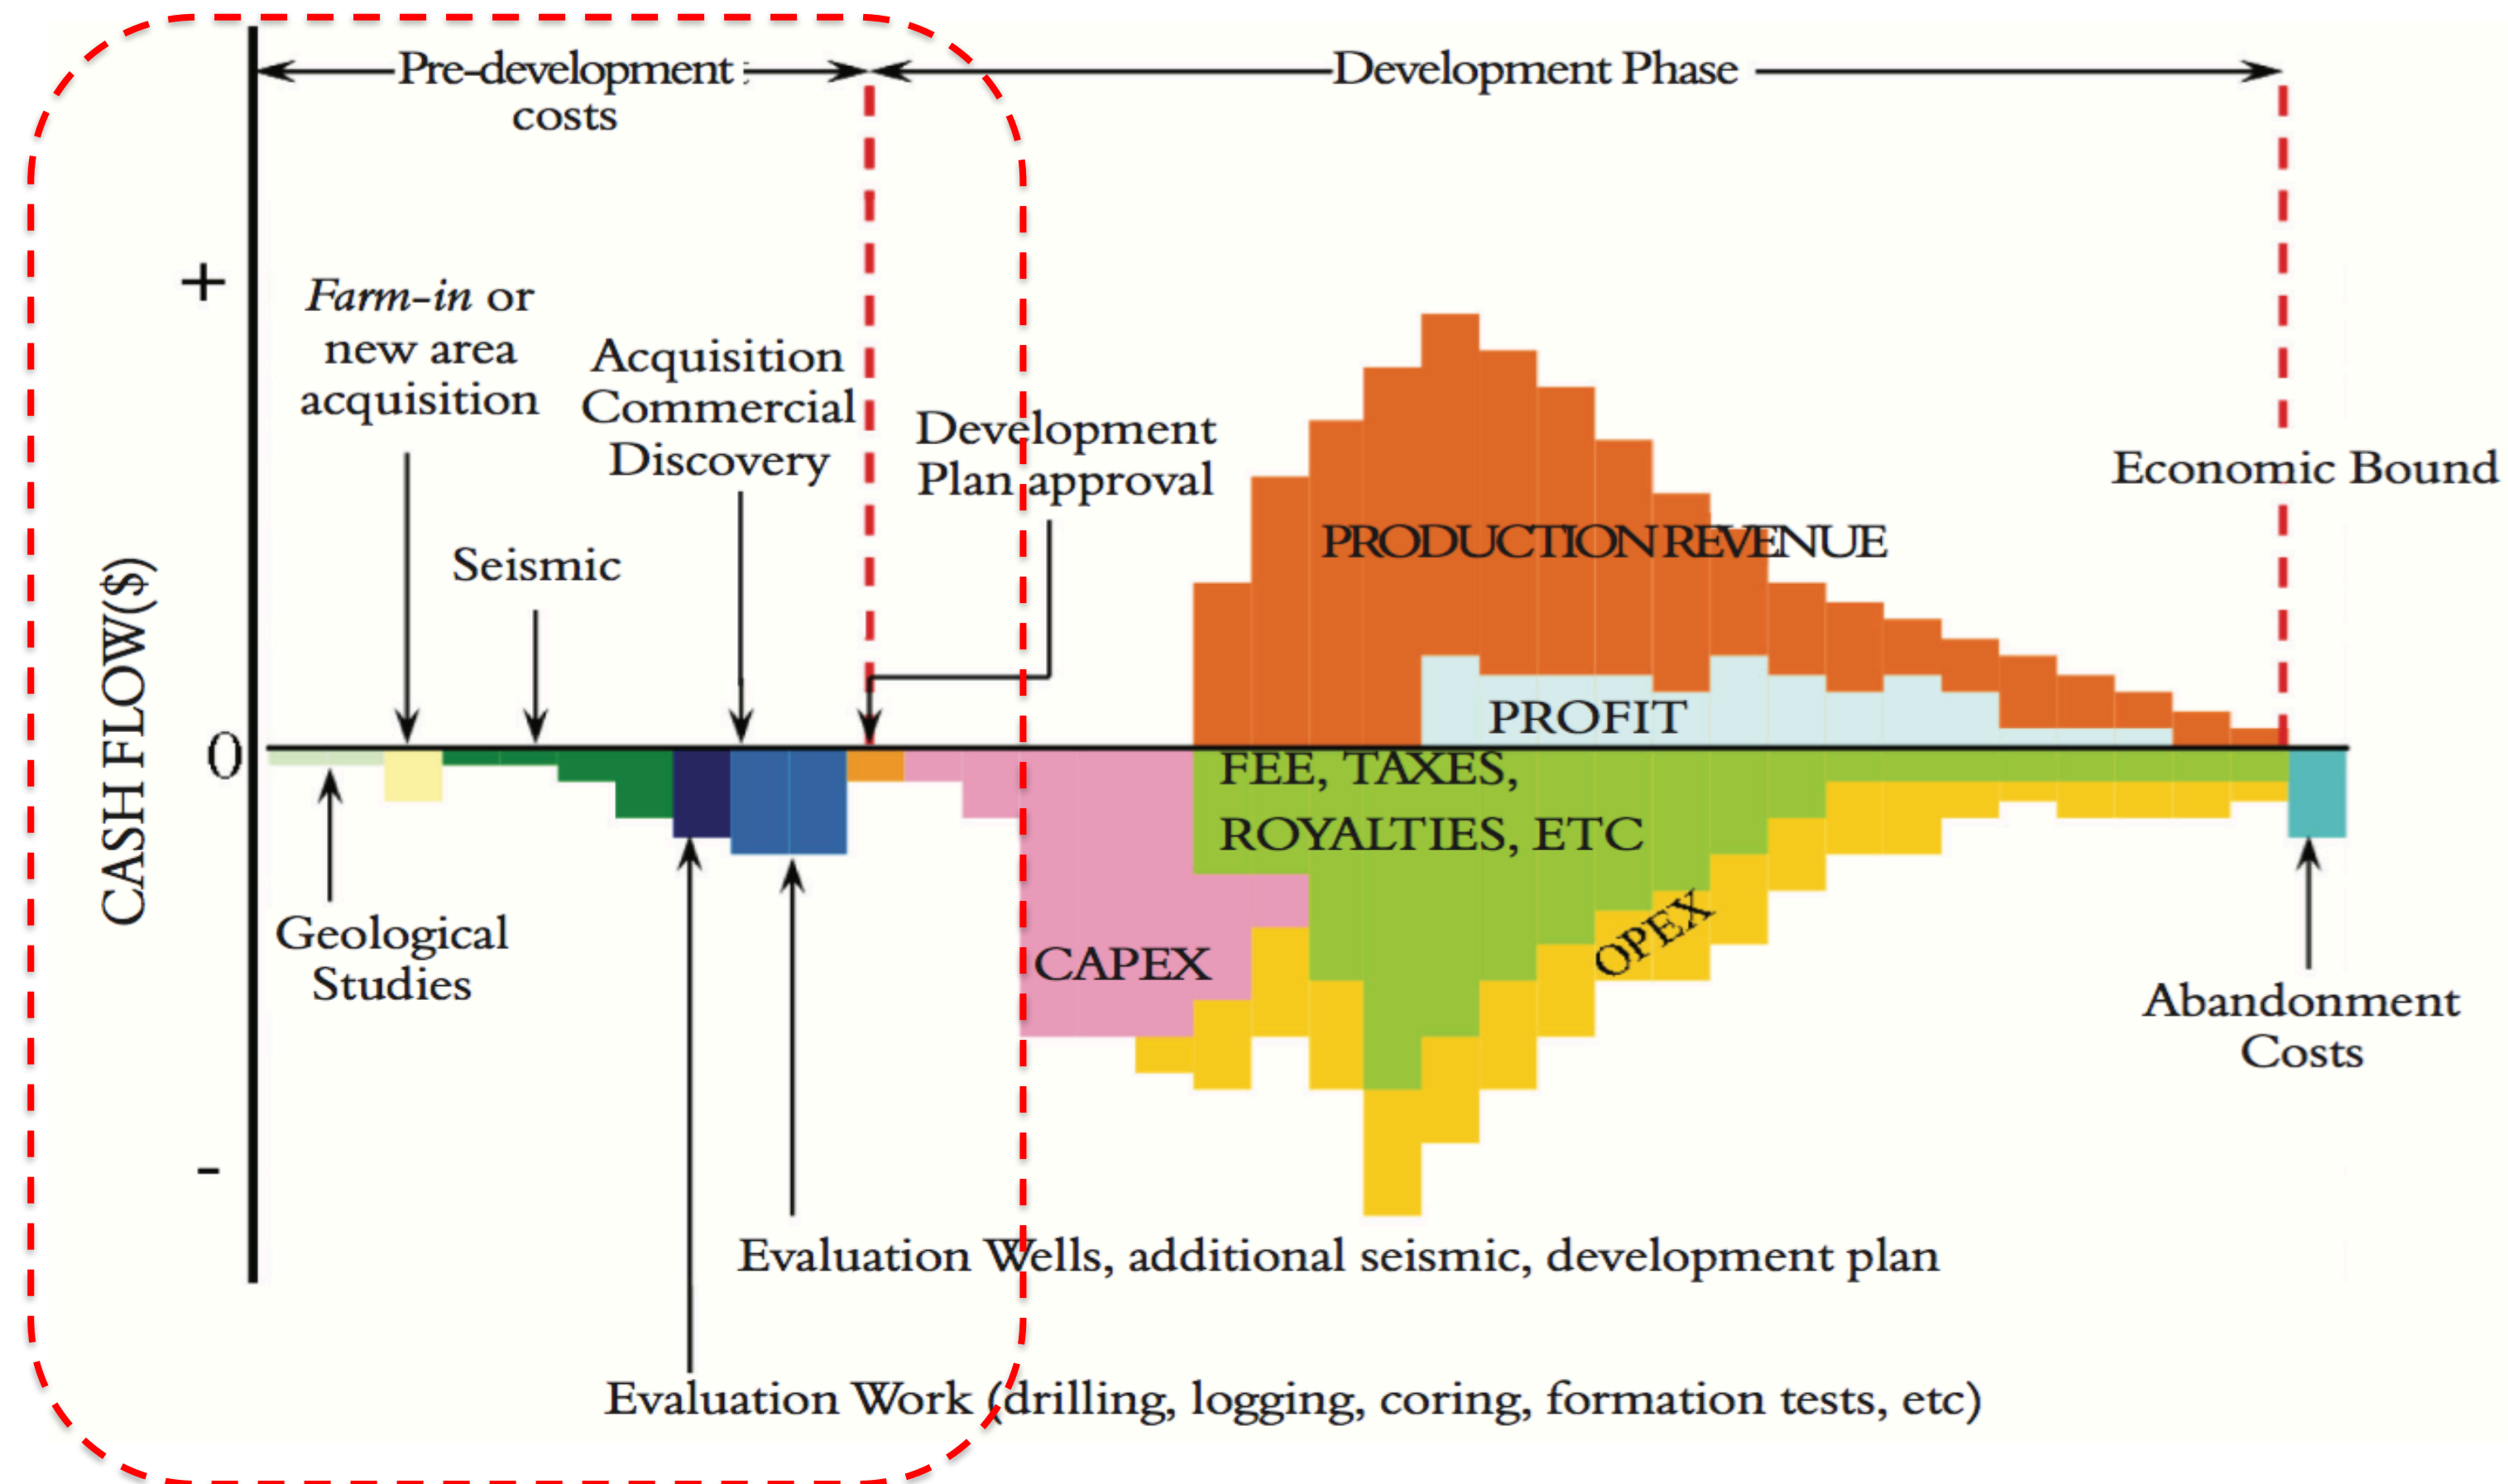 Pre-development
costs
Development Phase
+
Farm-in or
new area
acquisition
Acquisition
Commercial
Discovery
Development
Plan approval
Economic Bound
Seismic
PRODUCTION REVENUE
CASH FLOW($)
PROFIT
0
FEE, TAXES,
ROYALTIES, ETC
Geological
Studies
CAPEX
OPEX
Abandonment
Costs
-
Evaluation Wells, additional seismic, development plan
Evaluation Work (drilling, logging, coring, formation tests, etc)